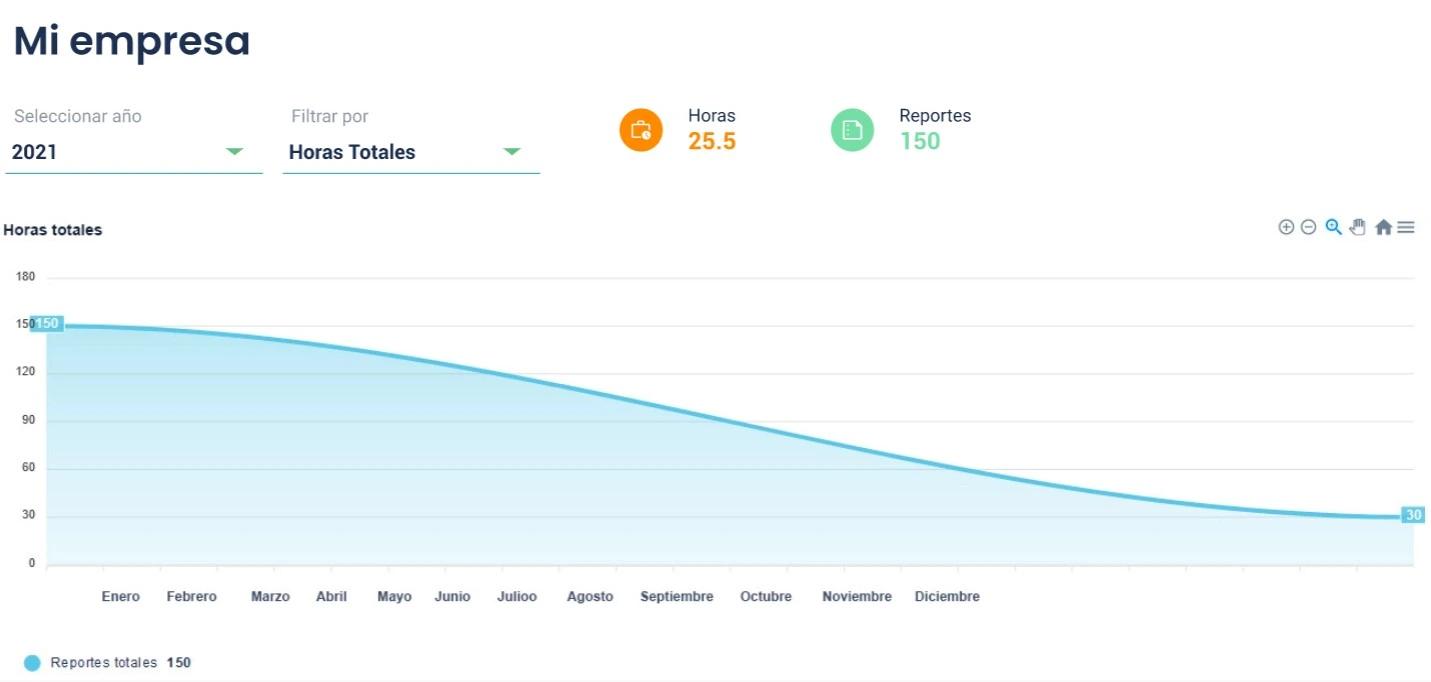 Mi empresa
Seleccionar año
Filtrar por
Horas
Reportes
2021
Horas Totales
25.5
150
Horas totales
180
150
150
120
90
60
30
30
0
Enero Febrero Marzo Abril Mayo Junio Julioo Agosto Septiembre Octubre Noviembre Diciembre
Reportes totales 150